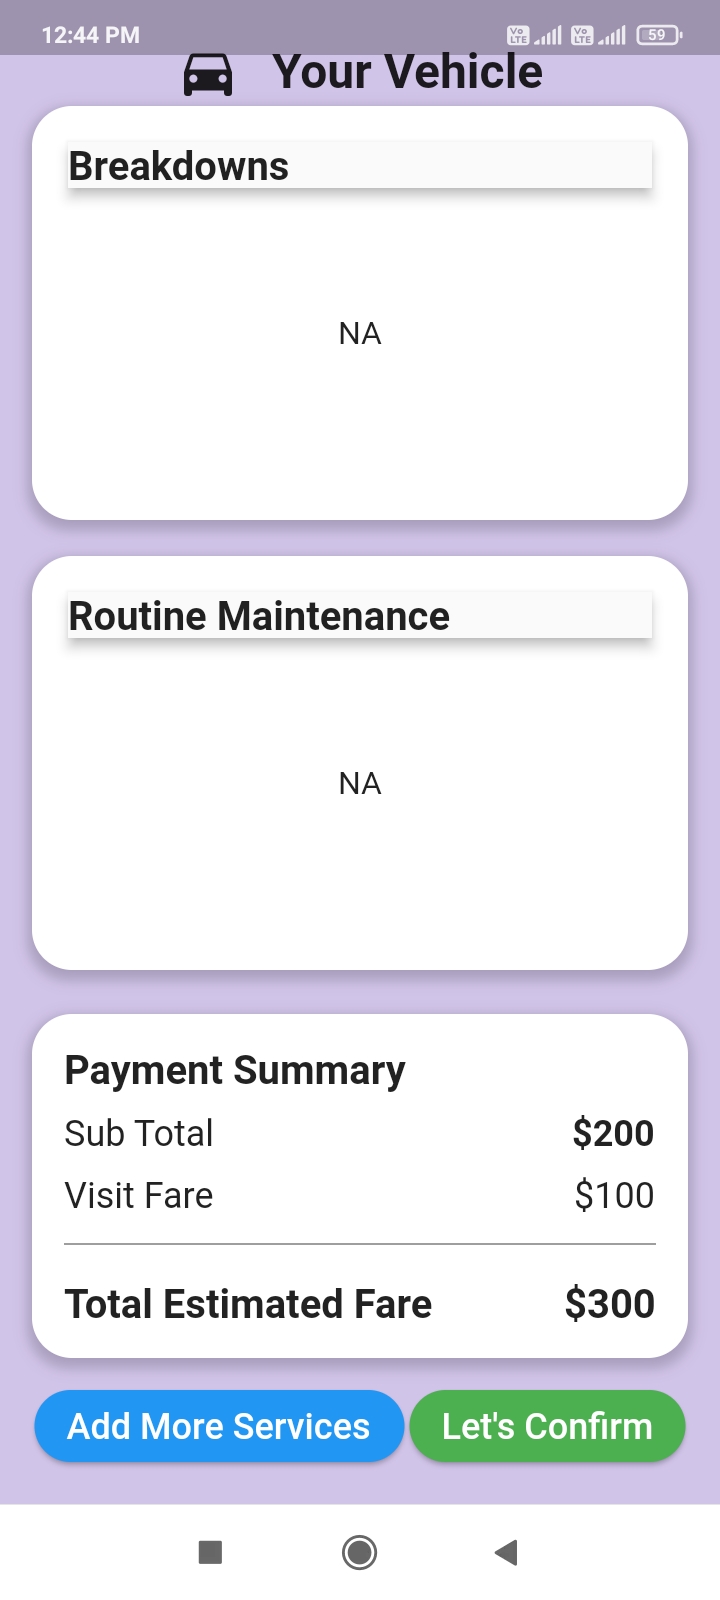 12:44 PM
Vo LTE Vo LTE 59
Your Vehicle
Breakdowns
NA
Routine Maintenance
NA
Payment Summary
Sub Total $200
Visit Fare $100
Total Estimated Fare $300
Add More Services Let's Confirm